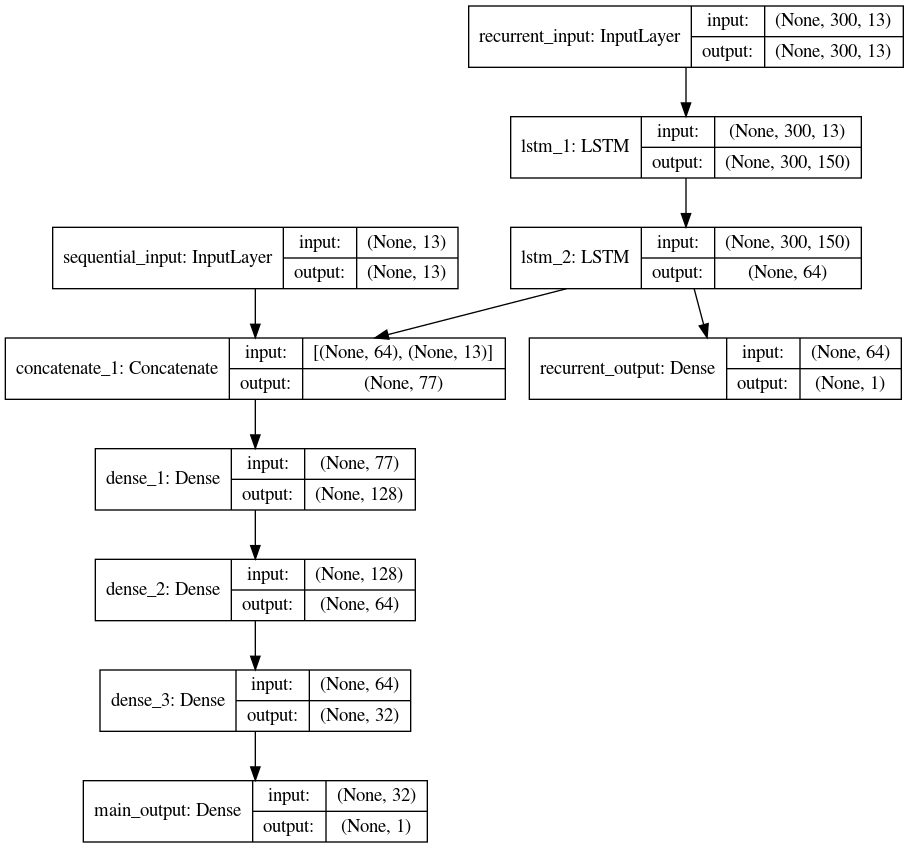 recurrent_input: InputLayer
input: (None, 300, 13)
output: (None, 300, 13)
lstm_1: LSTM
input: (None, 300, 13)
output: (None, 300, 150)
sequential_input: InputLayer
input: (None, 13)
output: (None, 13)
lstm_2: LSTM
input: (None, 300, 150)
output: (None, 64)
concatenate_1: Concatenate
input: [(None, 64), (None, 13)]
output: (None, 77)
recurrent_output: Dense
input: (None, 64)
output: (None, 1)
dense_1: Dense
input: (None, 77)
output: (None, 128)
dense_2: Dense
input: (None, 128)
output: (None, 64)
dense_3: Dense
input: (None, 64)
output: (None, 32)
main_output: Dense
input: (None, 32)
output: (None, 1)